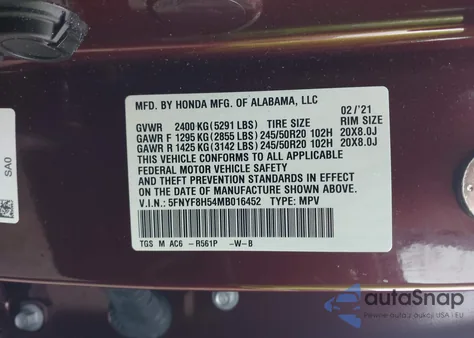 MFD. BY HONDA MFG. OF ALABAMA, LLC
GVWR 2400 KG (5291 LBS) TIRE SIZE 02 /'21 RIM SIZE
GAWR F 1295 KG (2855 LBS) 245/50R20 102H 20X8.0J
GAWR R 1425 KG (3142 LBS) 245/50R20 102H 20X8.0J
THIS VEHICLE CONFORMS TO ALL APPLICABLE
FEDERAL MOTOR VEHICLE SAFETY
AND THEFT PREVENTION STANDARDS IN EFFECT
ON THE DATE OF MANUFACTURE SHOWN ABOVE.
V.I.N.: 5FNYF8H54MB016452 TYPE: MPV
TGS M AC6 -R561P -W-B
SA0
autoSnap